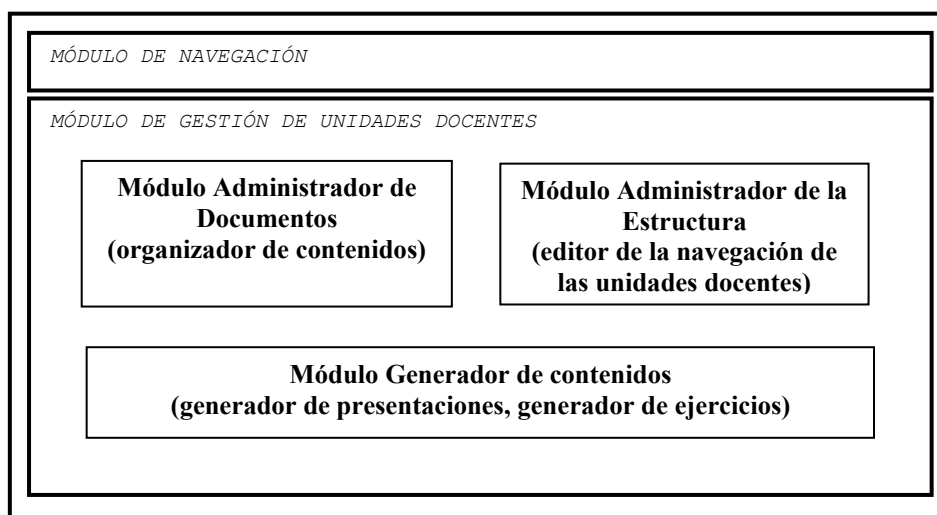 MÓDULO DE NAVEGACIÓN
MÓDULO DE GESTIÓN DE UNIDADES DOCENTES
Módulo Administrador de
Documentos
(organizador de contenidos)
Módulo Administrador de la
Estructura
(editor de la navegación de
las unidades docentes)
Módulo Generador de contenidos
(generador de presentaciones, generador de ejercicios)